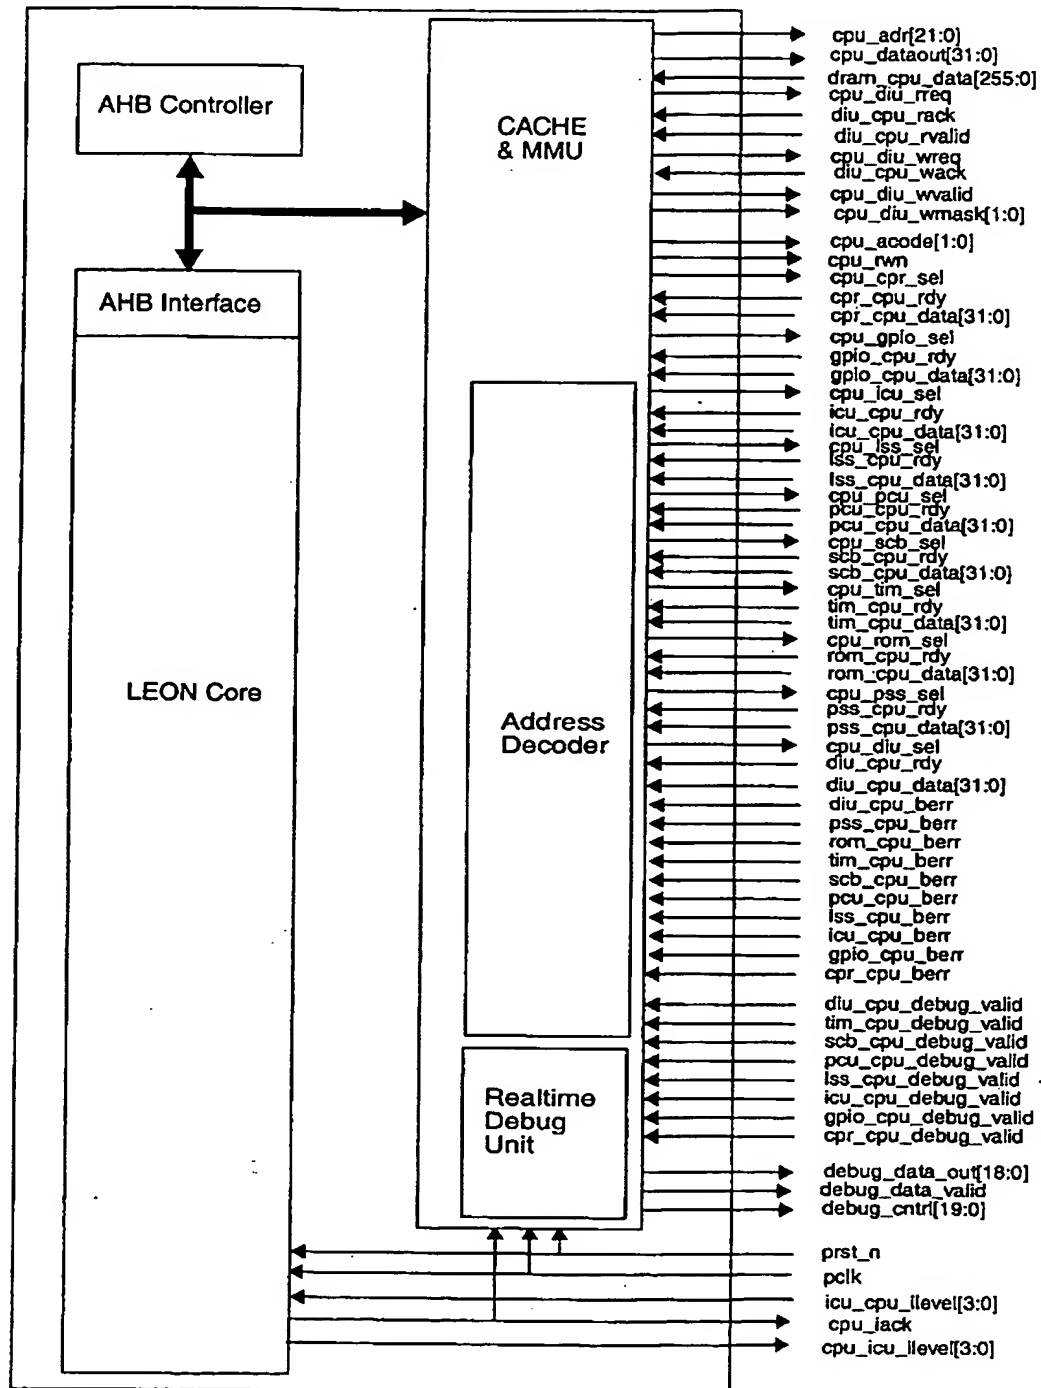 AHB Controller
CACHE
& MMU
AHB Interface
LEON Core
Address
Decoder
Realtime
Debug
Unit
cpu_adr[21:0]
cpu_dataout[31:0]
dram_cpu_data[255:0]
cpu_diu_rreq
diu_cpu_rack
diu_cpu_rvalid
cpu_diu_wreq
diu_cpu_wack
cpu_diu_wvalid
cpu_diu_wmask[1:0]
cpu_acode[1:0]
cpu_rwn
cpu_cpr_sel
cpr_cpu_rdy
cpr_cpu_data[31:0]
cpu_gpio_sel
gpio_cpu_rdy
gpio_cpu_data[31:0]
cpu_icu_sel
icu_cpu_rdy
icu_cpu_data[31:0]
cpu_lss_sel
lss_cpu_rdy
lss_cpu_data[31:0]
cpu_pcu_sel
pcu_cpu_rdy
pcu_cpu_data[31:0]
cpu_scb_sel
scb_cpu_rdy
scb_cpu_data[31:0]
cpu_tim_sel
tim_cpu_rdy
tim_cpu_data[31:0]
cpu_rom_sel
rom_cpu_rdy
rom_cpu_data[31:0]
cpu_pss_sel
pss_cpu_rdy
pss_cpu_data[31:0]
cpu_diu_sel
diu_cpu_rdy
diu_cpu_data[31:0]
diu_cpu_berr
pss_cpu_berr
rom_cpu_berr
tim_cpu_berr
scb_cpu_berr
pcu_cpu_berr
lss_cpu_berr
icu_cpu_berr
gpio_cpu_berr
cpr_cpu_berr
diu_cpu_debug_valid
tim_cpu_debug_valid
scb_cpu_debug_valid
pcu_cpu_debug_valid
lss_cpu_debug_valid
icu_cpu_debug_valid
gpio_cpu_debug_valid
cpr_cpu_debug_valid
debug_data_out[18:0]
debug_data_valid
debug_cntrl[19:0]
prst_n
pclk
icu_cpu_ilevel[3:0]
cpu_iack
cpu_icu_ilevel[3:0]